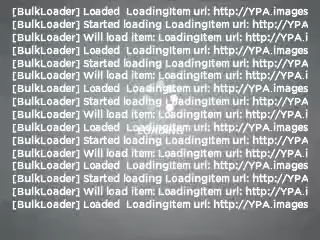 [BulkLoader] Loaded  LoadingItem url: http://YPA.images
[BulkLoader] Started loading LoadingItem url: http://YPA
[BulkLoader] Will load item: LoadingItem url: http://YPA.i
[BulkLoader] Loaded  LoadingItem url: http://YPA.images
[BulkLoader] Started loading LoadingItem url: http://YPA
[BulkLoader] Will load item: LoadingItem url: http://YPA.i
[BulkLoader] Loaded  LoadingItem url: http://YPA.images
[BulkLoader] Started loading LoadingItem url: http://YPA
[BulkLoader] Will load item: LoadingItem url: http://YPA.i
[BulkLoader] Loaded  LoadingItem url: http://YPA.images
[BulkLoader] Started loading LoadingItem url: http://YPA
[BulkLoader] Will load item: LoadingItem url: http://YPA.i
[BulkLoader] Loaded  LoadingItem url: http://YPA.images
[BulkLoader] Started loading LoadingItem url: http://YPA
[BulkLoader] Will load item: LoadingItem url: http://YPA.i
[BulkLoader] Loaded  LoadingItem url: http://YPA.images